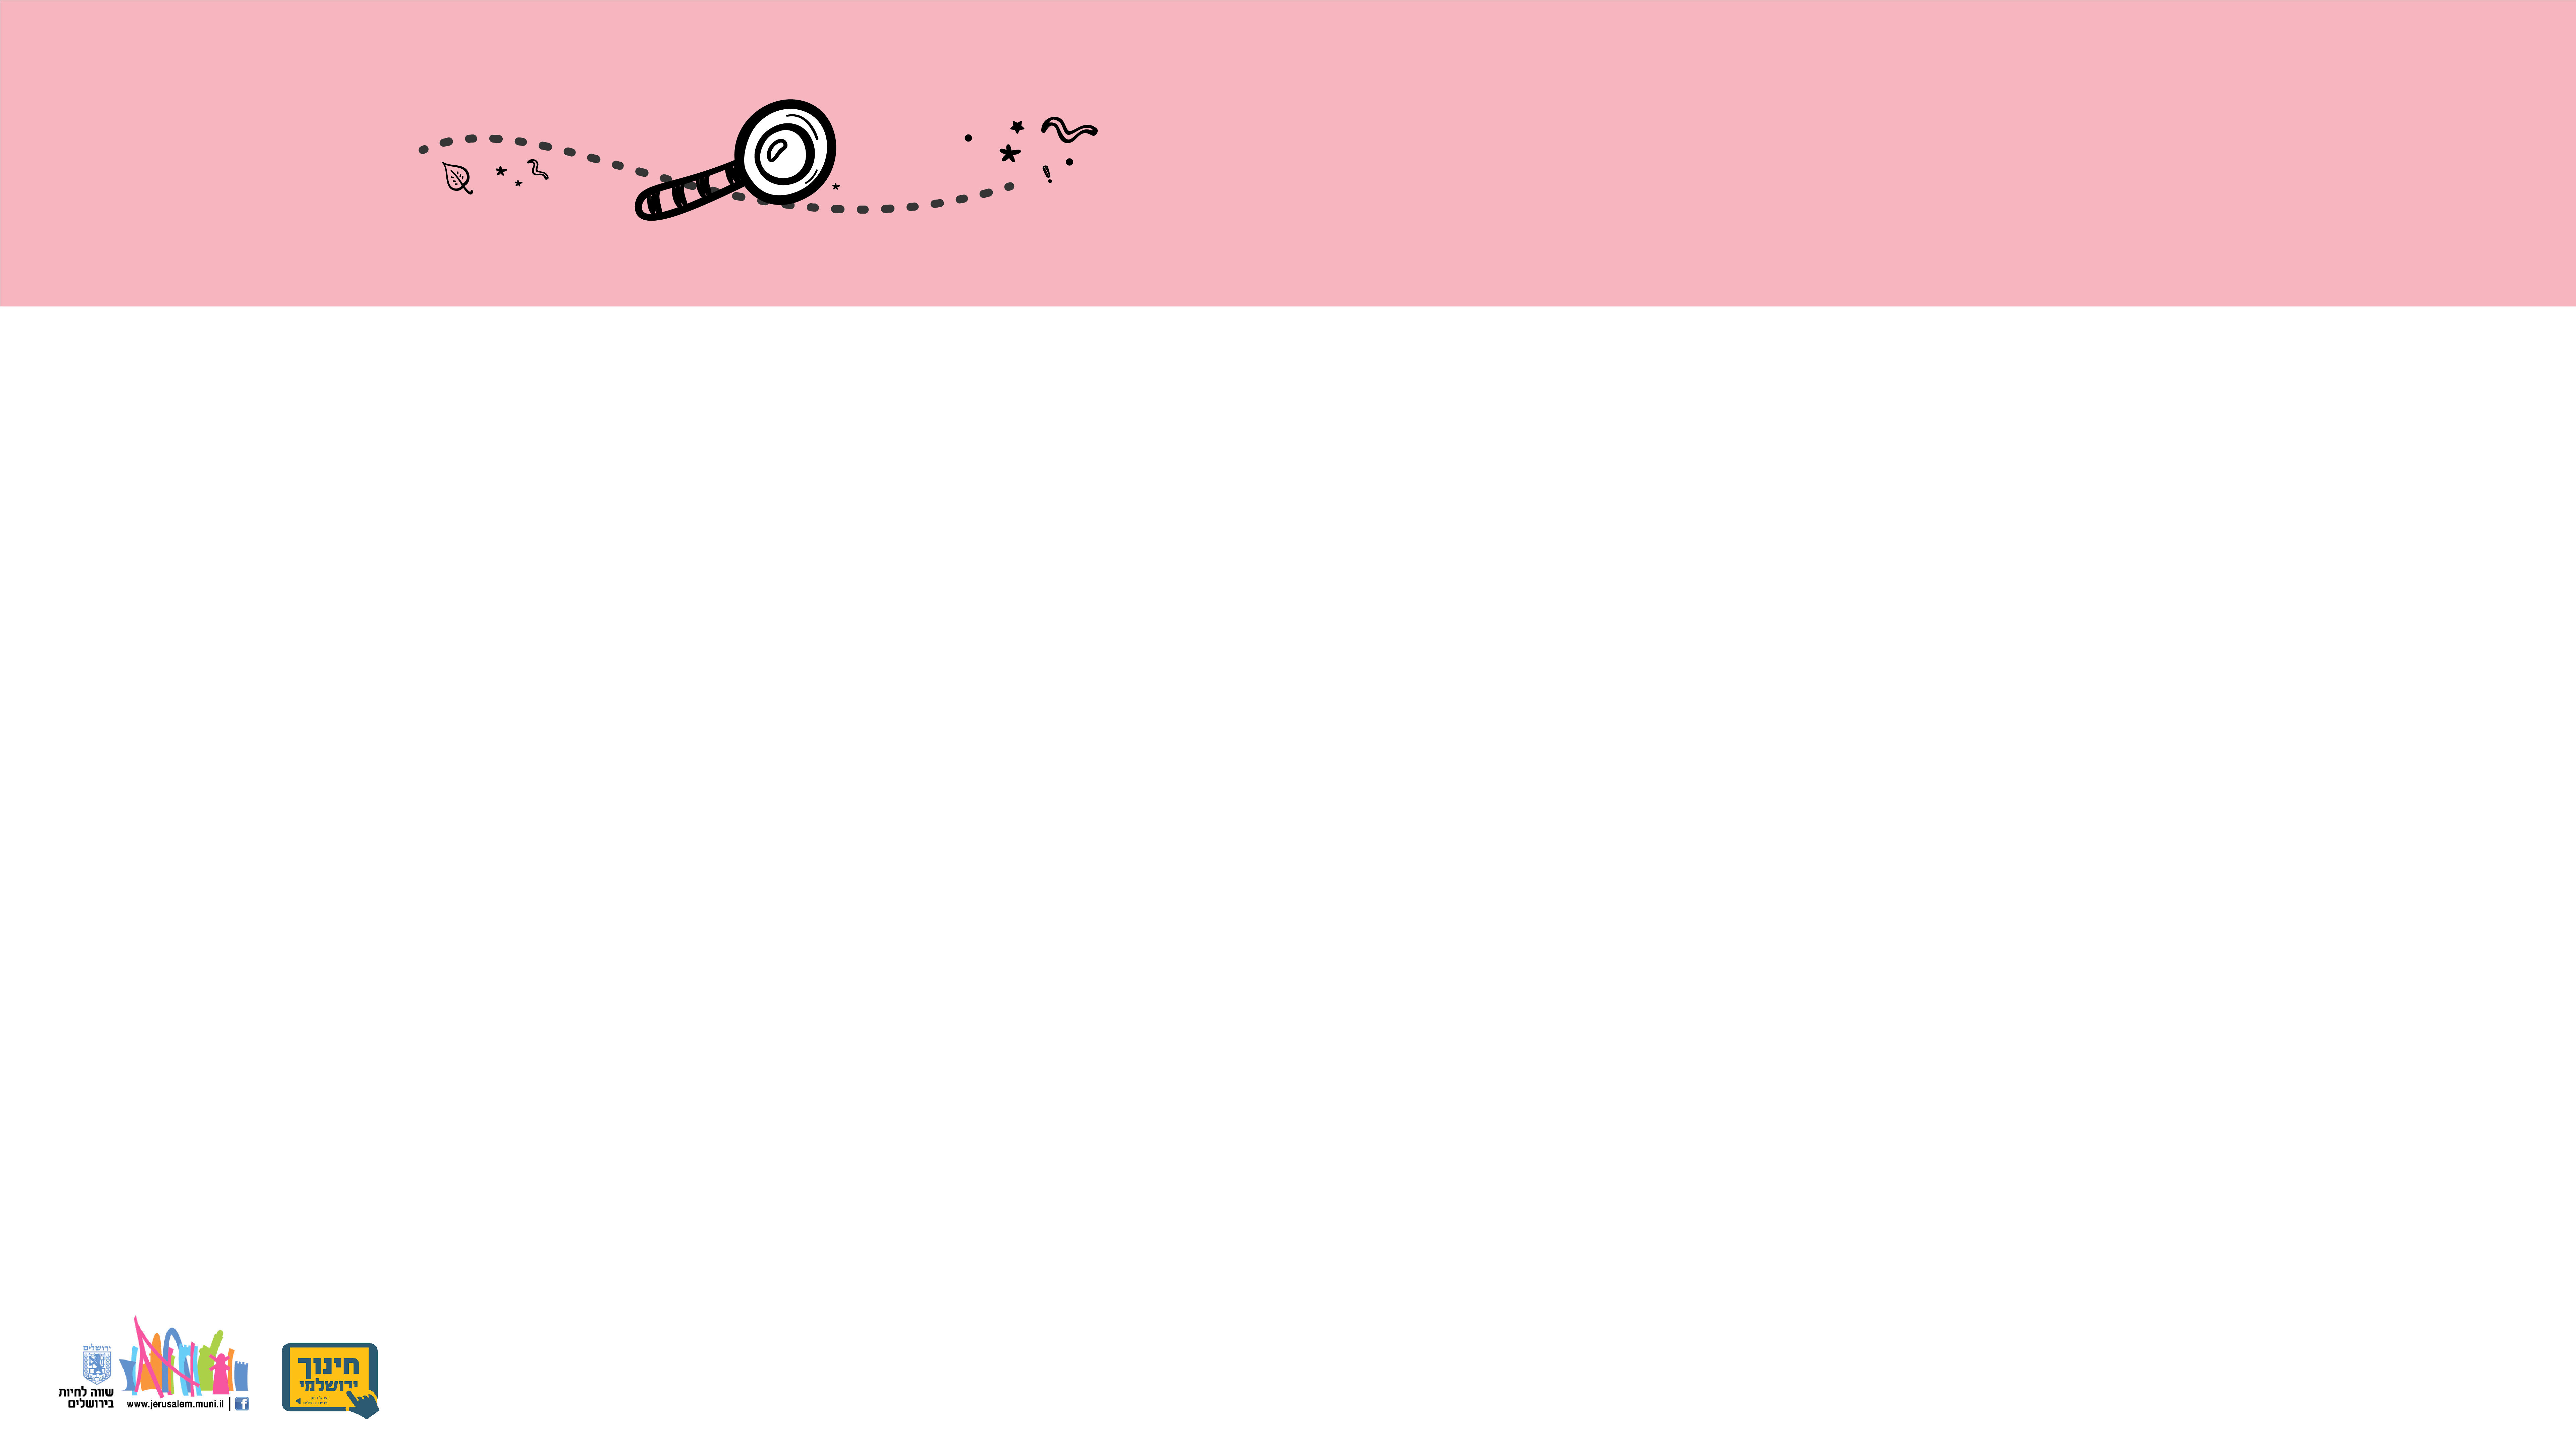 ירושלים
שווה לחיות
בירושלים
www.jerusalem.muni.il
f
חינוך
ירושלמי